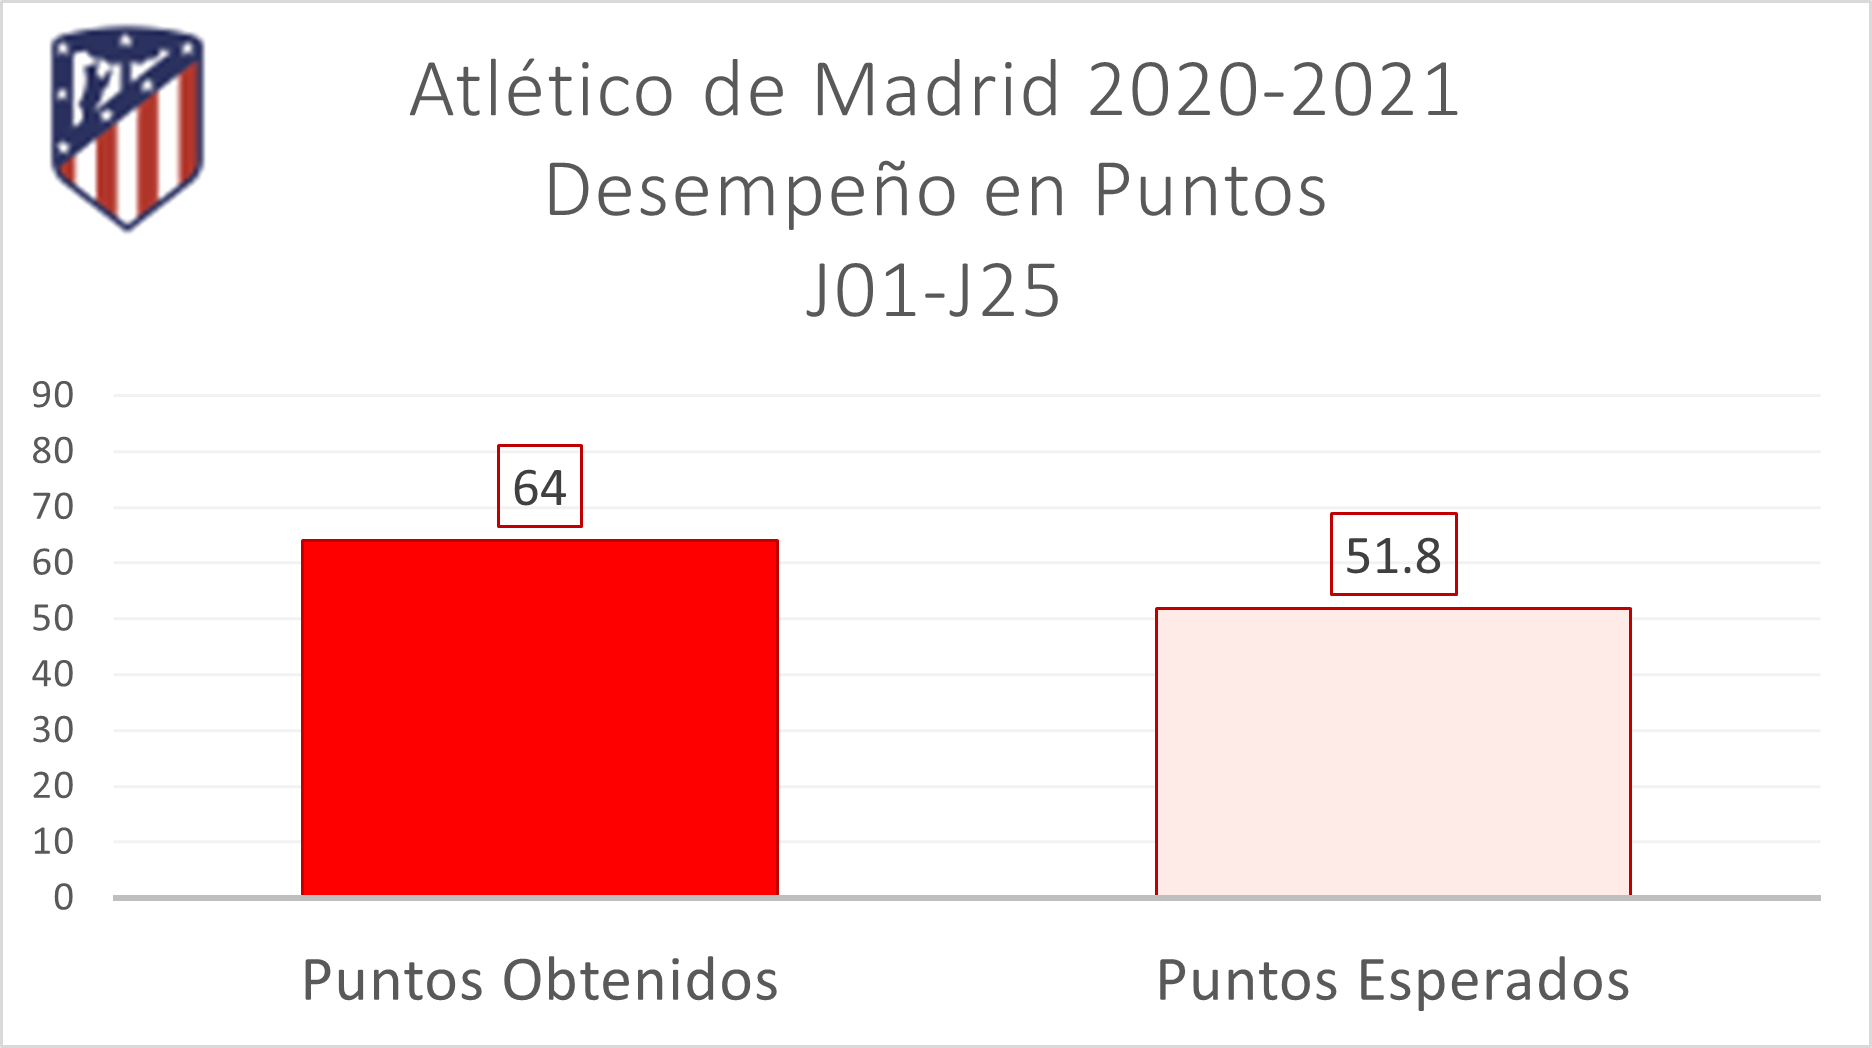 Atlético de Madrid 2020-2021
Desempeño en Puntos
J01-J25
90
80
70
60
50
40
30
20
10
0
64
51.8
Puntos Obtenidos
Puntos Esperados